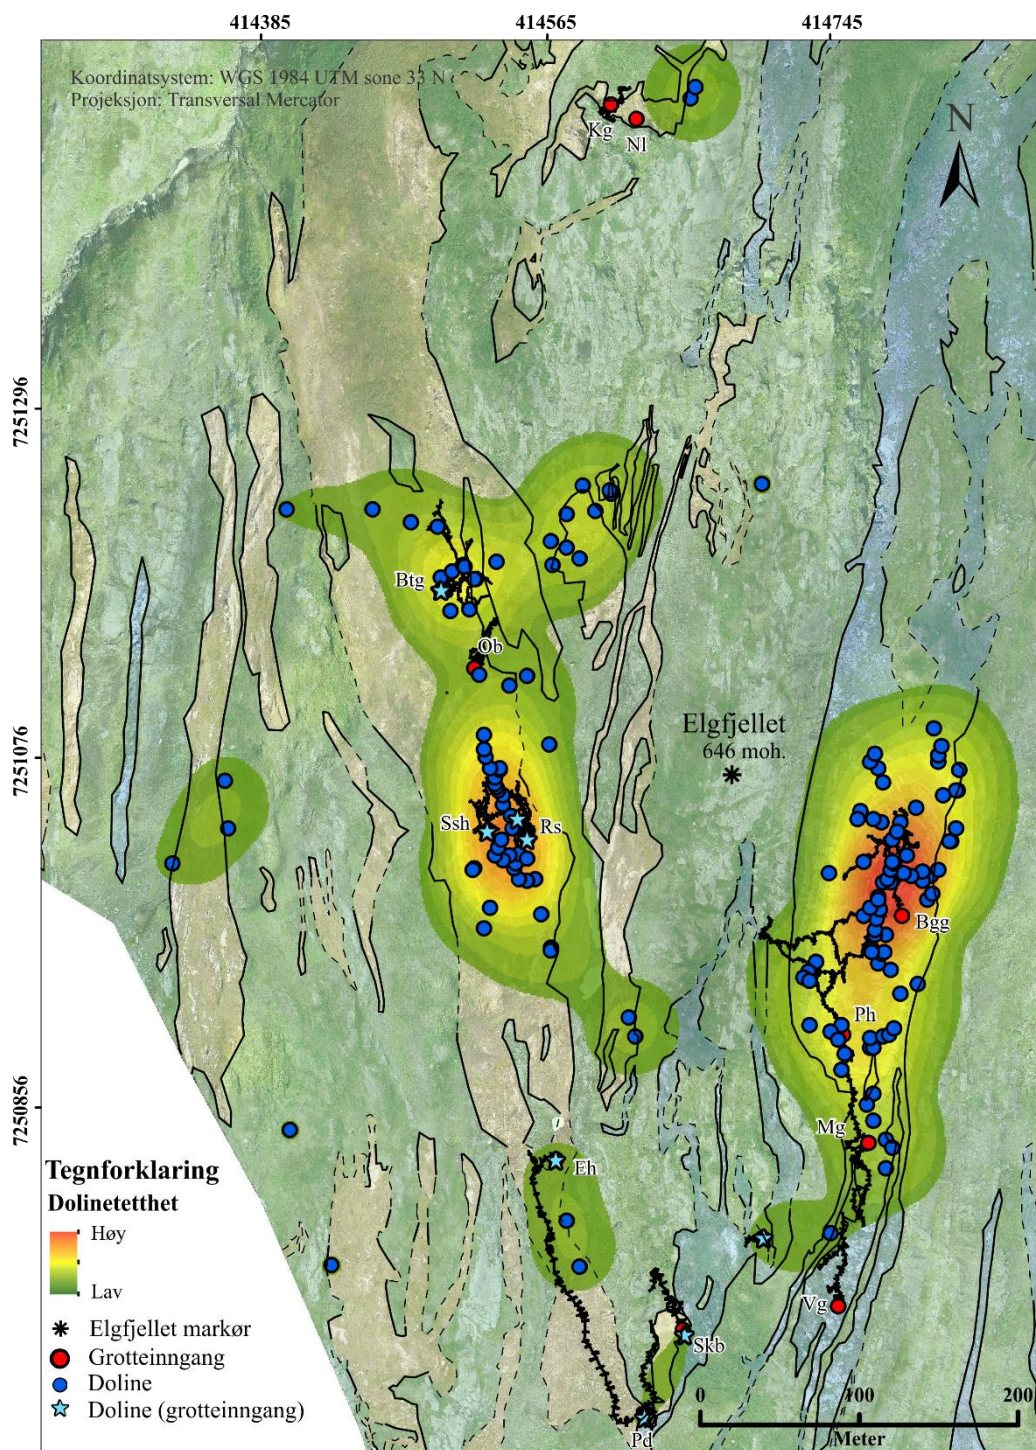 414385
414565
414745
Koordinatsystem: WGS 1984 UTM sone 33 N
Projeksjon: Transversal Mercator
N
Kg
Nl
7251296
Btg
Ob
Elgfjellet
646 moh.
7251076
Ssh
Rs
Bgg
Ph
7250856
Mg
Eh
Tegnforklaring
Dolinetetthet
Høy
Lav
Vg
Elgfjellet markør
Skb
Grotteinngang
Doline
0
100
200
Doline (grotteinngang)
Pd
Meter